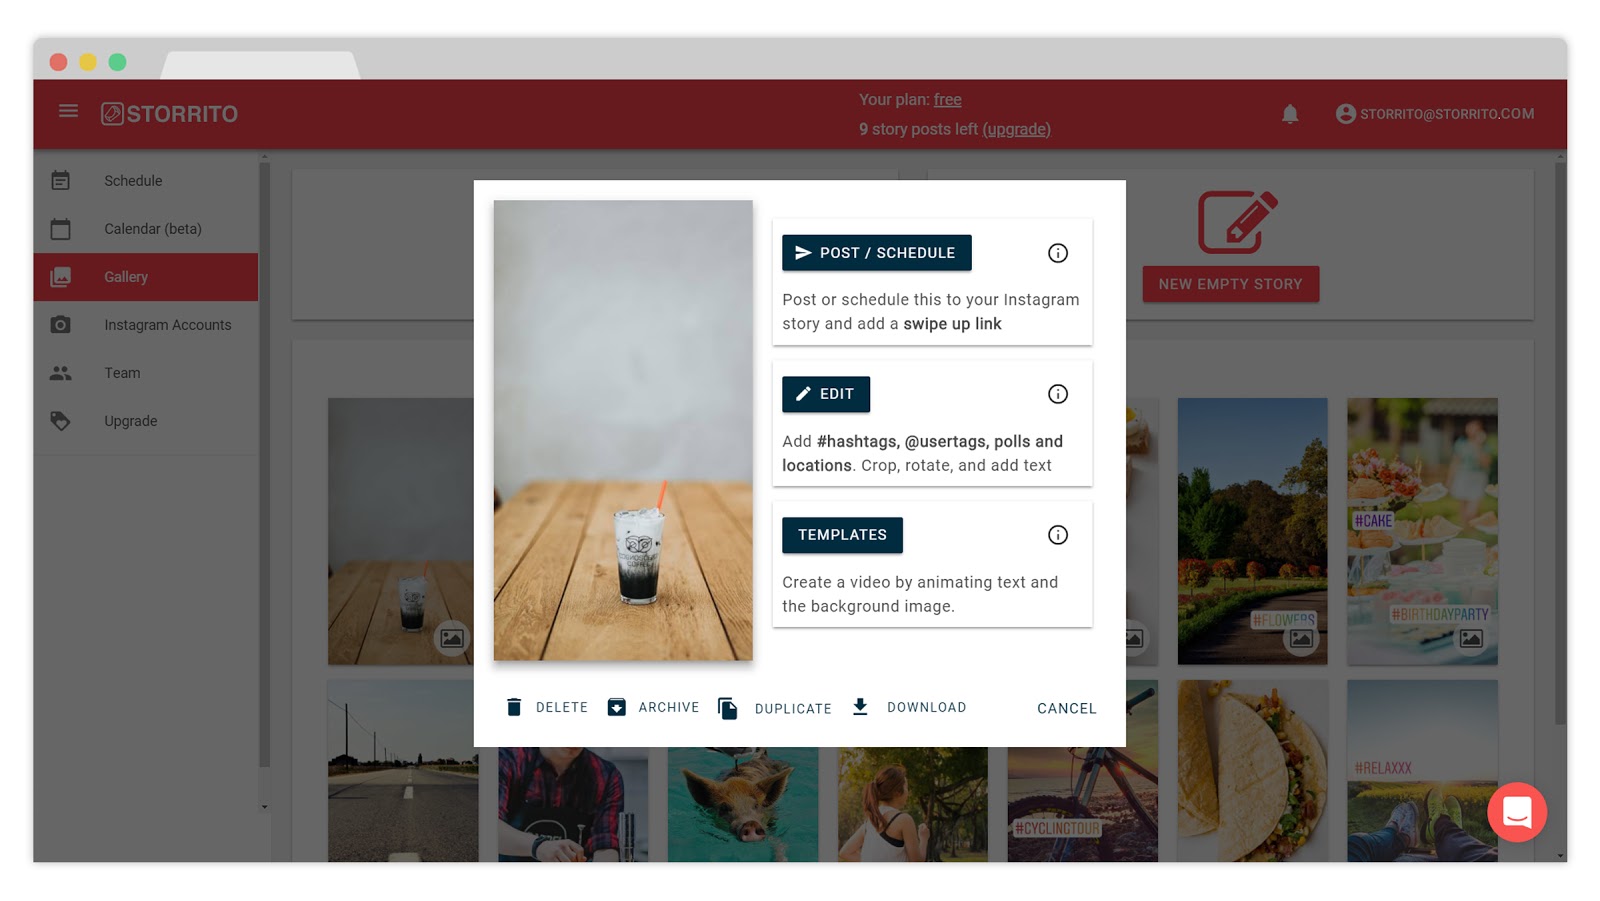 STORRITO
Your plan: free
9 story posts left (upgrade)
STORRITO@STORRITO.COM
Schedule
Calendar (beta)
Gallery
Instagram Accounts
Team
Upgrade
NEW EMPTY STORY
POST / SCHEDULE
Post or schedule this to your Instagram
story and add a swipe up link
EDIT
Add #hashtags, @usertags, polls and
locations. Crop, rotate, and add text
TEMPLATES
Create a video by animating text and
the background image.
COFFEE
DELETE
ARCHIVE
DUPLICATE
DOWNLOAD
CANCEL
#FLOWERS
#CAKE
#BIRTHDAYPARTY
#CYCLINGTOUR
#RELAXXX